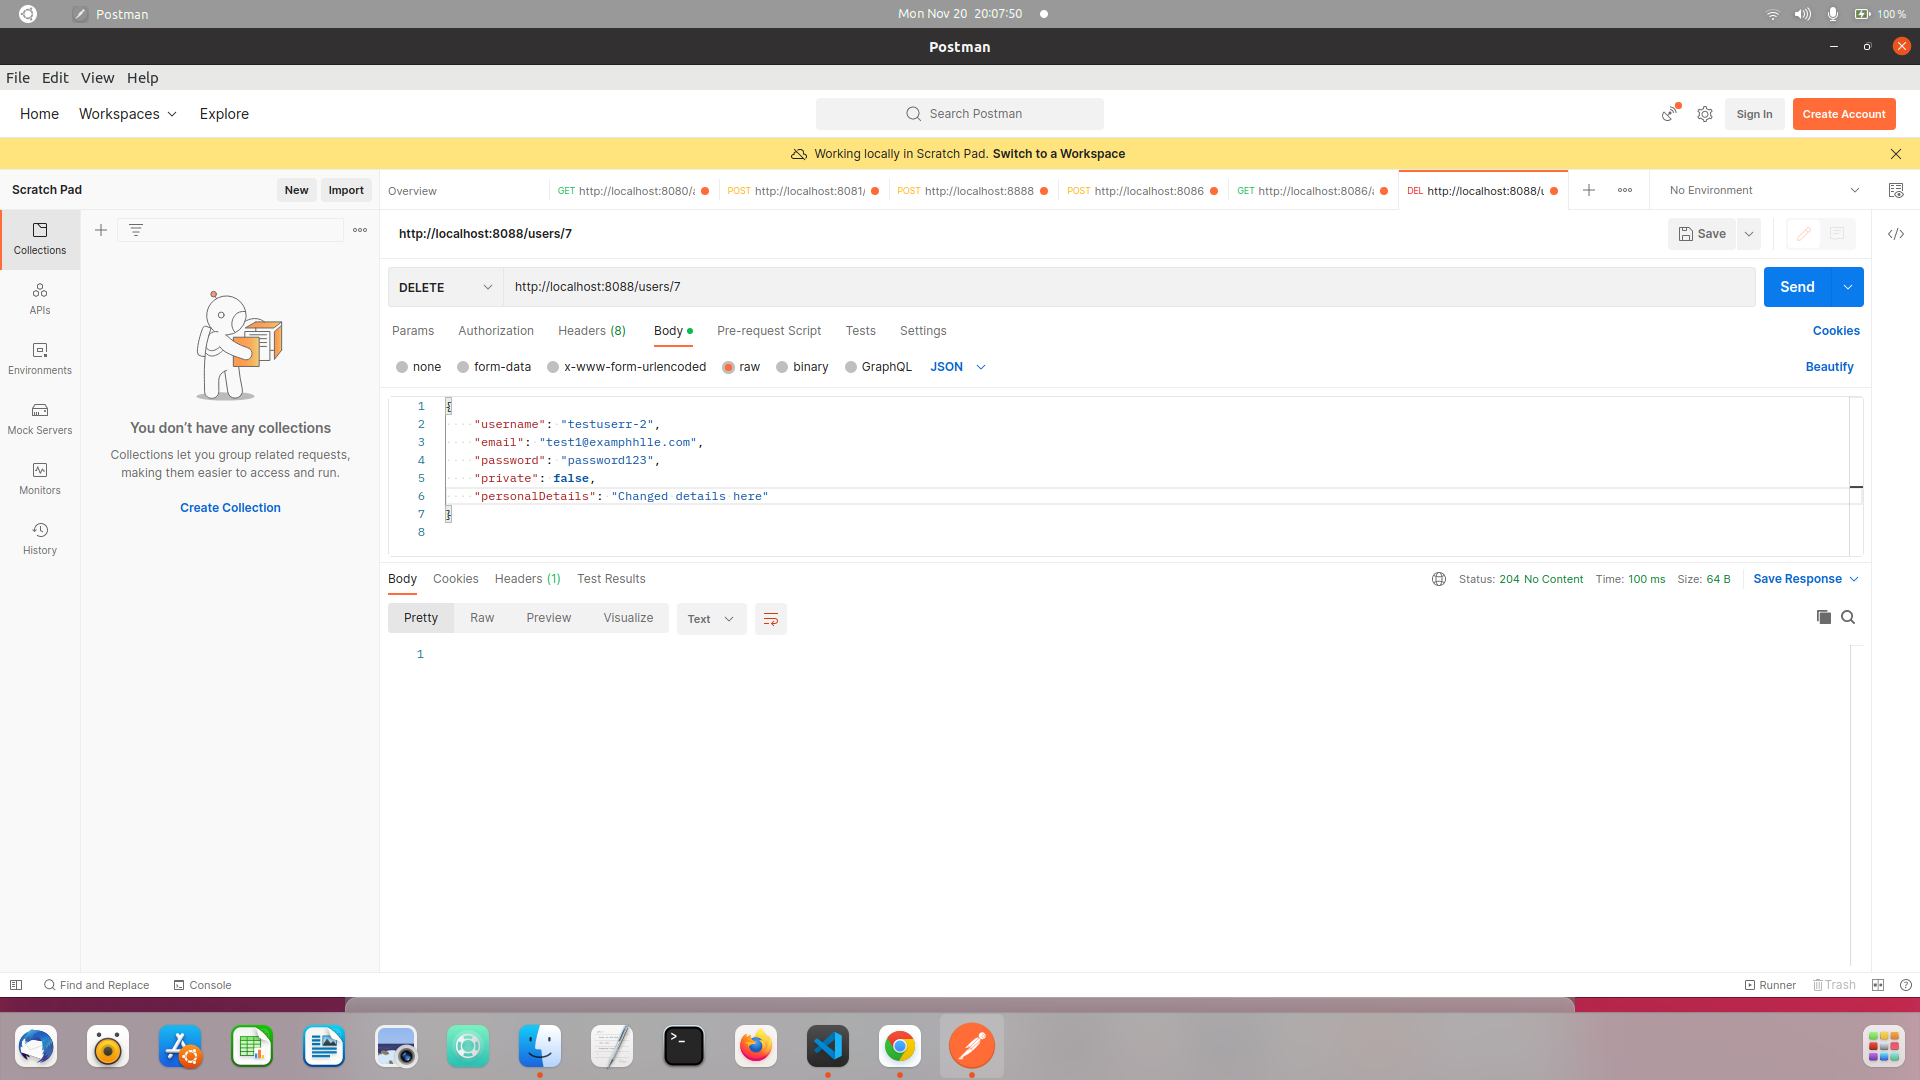 Postman
Mon Nov 20 20:07:50
100 %
Postman
File Edit View Help
Home Workspaces Explore
Search Postman
Sign In
Create Account
Working locally in Scratch Pad. Switch to a Workspace
Scratch Pad
New
Import
Overview
GET http://localhost:8080/
POST http://localhost:8081/
POST http://localhost:8888
POST http://localhost:8086
GET http://localhost:8086/
DEL http://localhost:8088/
No Environment
Collections
APIs
Environments
Mock Servers
Monitors
History
You don’t have any collections
Collections let you group related requests,
making them easier to access and run.
Create Collection
http://localhost:8088/users/7
Save
DELETE
http://localhost:8088/users/7
Send
Params Authorization Headers (8) Body Pre-request Script Tests Settings
Cookies
none form-data x-www-form-urlencoded raw binary GraphQL JSON
Beautify
1 {
2 "username": "testuserr-2",
3 "email": "test1@examphhlle.com",
4 "password": "password123",
5 "private": false,
6 "personalDetails": "Changed details here"
7 }
8
Body Cookies Headers (1) Test Results
Status: 204 No Content Time: 100 ms Size: 64 B
Save Response
Pretty Raw Preview Visualize Text
1
Find and Replace Console
Runner Trash